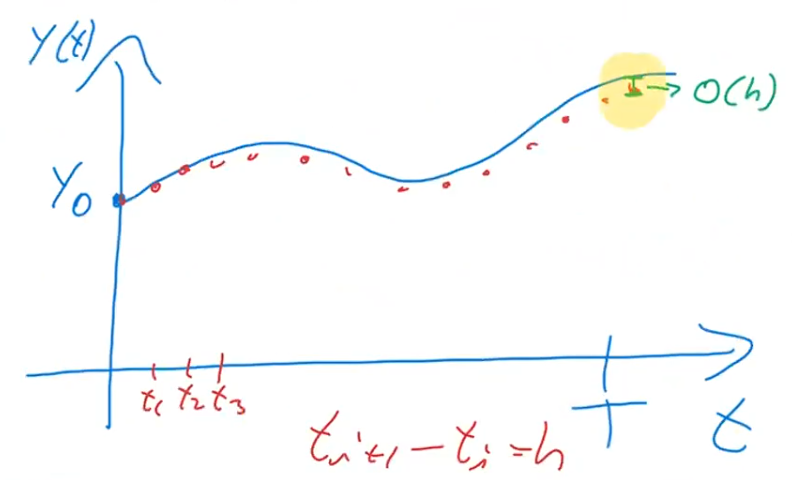 Y(t)
→ O(h)
Y₀
t₁ t₂ t₃
T
t
tᵢ₊₁ - tᵢ = h